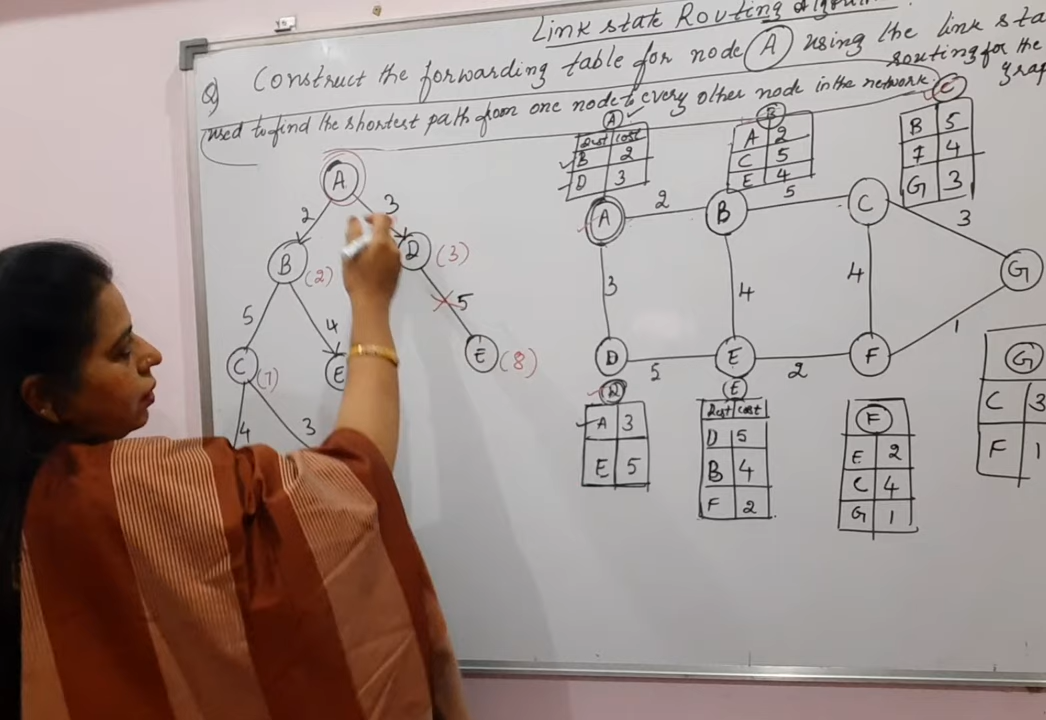 Link state Routing Algori
Q) Construct the forwarding table for node A using the link sta
routing for the
grap
used to find the shortest path from one node to every other node in the network.
A
2
3
B
(2)
D
(3)
5
4
5
E
(8)
C
(7)
E
4
3
A
Dest cost
B 2
D 3
B
A 2
C 5
E 4
C
B 5
F 4
G 3
A
2
B
5
C
3
G
3
4
4
1
D
5
E
2
F
D
A 3
E 5
E
Dest cost
D 5
B 4
F 2
F
E 2
C 4
G 1
G
C 3
F 1